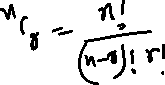 ⁿCᵣ = n! / (n-r)! r!